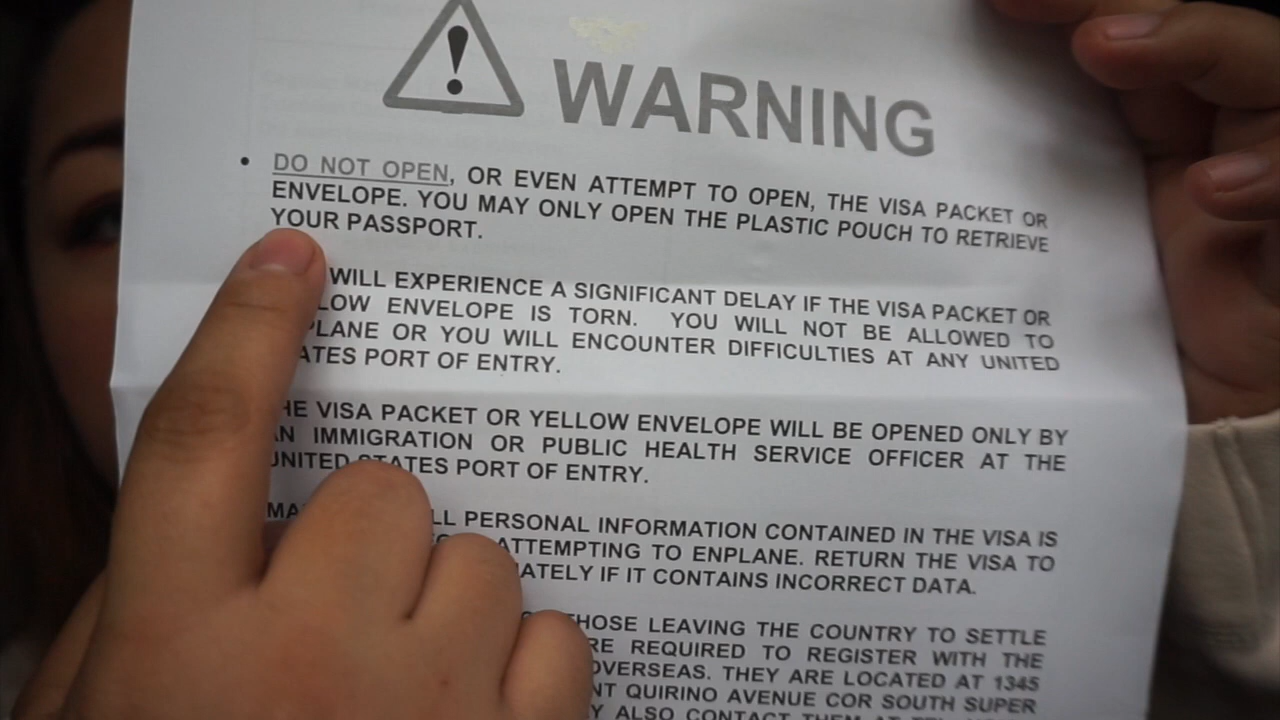 WARNING
• DO NOT OPEN, OR EVEN ATTEMPT TO OPEN, THE VISA PACKET OR
ENVELOPE. YOU MAY ONLY OPEN THE PLASTIC POUCH TO RETRIEVE
YOUR PASSPORT.
WILL EXPERIENCE A SIGNIFICANT DELAY IF THE VISA PACKET OR
LOW ENVELOPE IS TORN. YOU WILL NOT BE ALLOWED TO
PLANE OR YOU WILL ENCOUNTER DIFFICULTIES AT ANY UNITED
ATES PORT OF ENTRY.
HE VISA PACKET OR YELLOW ENVELOPE WILL BE OPENED ONLY BY
AN IMMIGRATION OR PUBLIC HEALTH SERVICE OFFICER AT THE
UNITED STATES PORT OF ENTRY.
MA LL PERSONAL INFORMATION CONTAINED IN THE VISA IS
ATTEMPTING TO ENPLANE. RETURN THE VISA TO
ATELY IF IT CONTAINS INCORRECT DATA.
THOSE LEAVING THE COUNTRY TO SETTLE
RE REQUIRED TO REGISTER WITH THE
OVERSEAS. THEY ARE LOCATED AT 1345
NT QUIRINO AVENUE COR SOUTH SUPER
Y ALSO CONTACT THEM AT